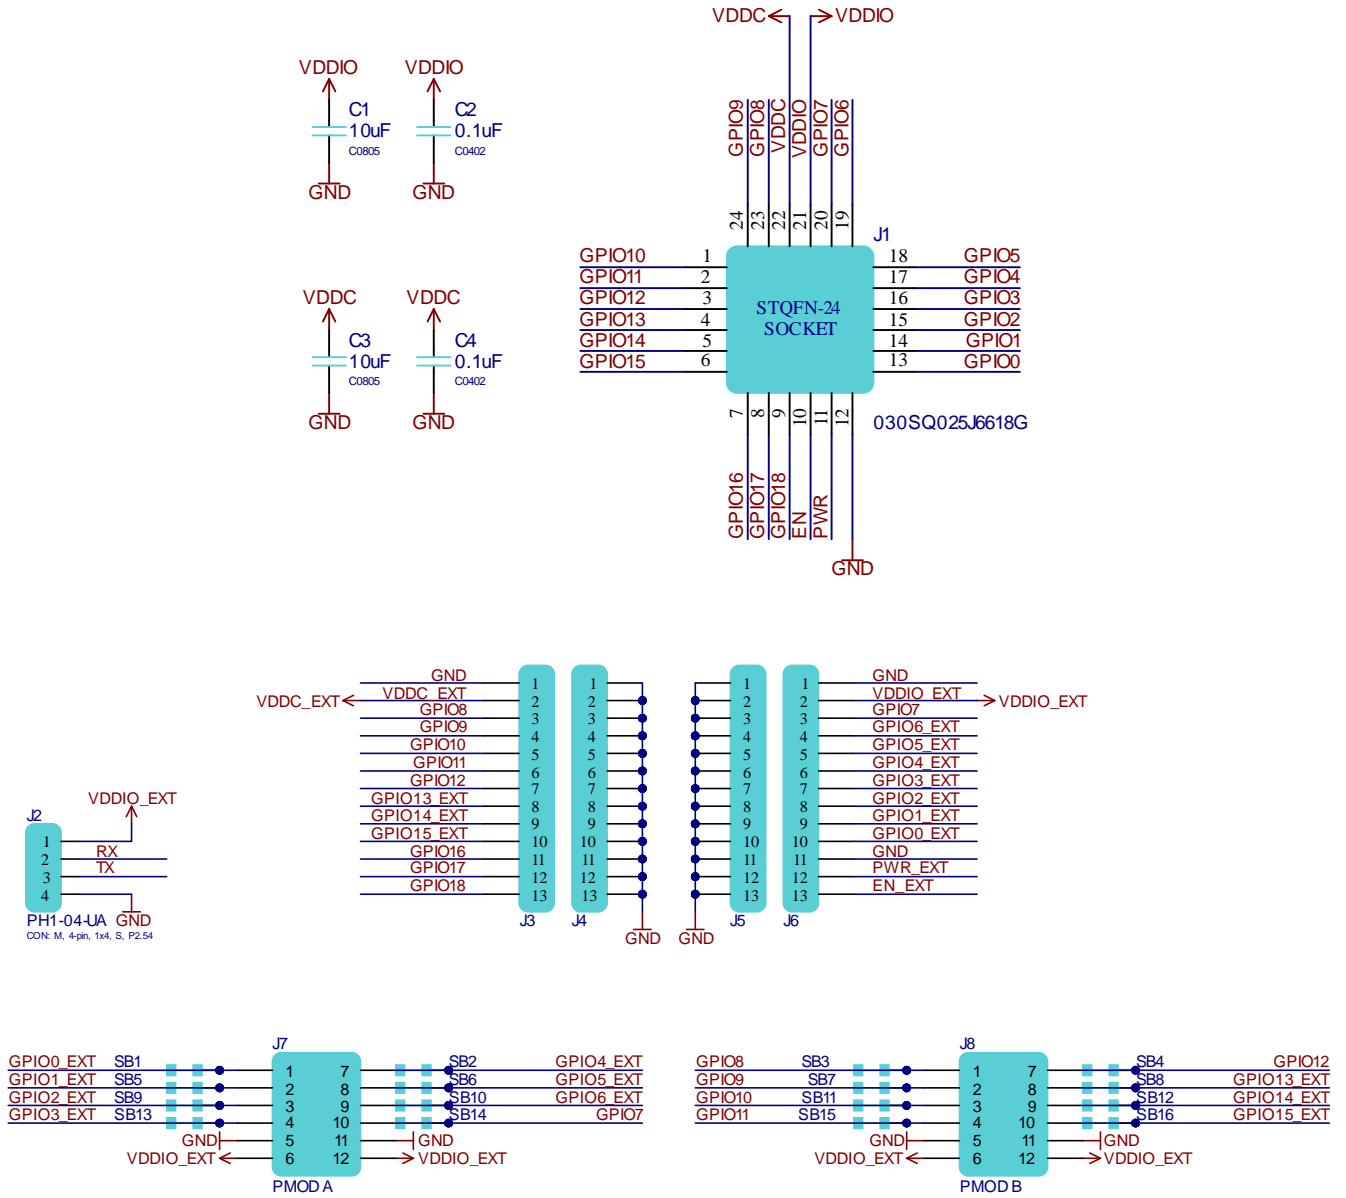 VDDC VDDIO
VDDIO VDDIO
C1
10uF
C0805
GND
C2
0.1uF
C0402
GND
VDDC VDDC
C3
10uF
C0805
GND
C4
0.1uF
C0402
GND
GPIO9 GPIO8 VDDC VDDIO GPIO7 GPIO6
24 23 22 21 20 19
J1
GPIO10 1 18 GPIO5
GPIO11 2 17 GPIO4
GPIO12 3 16 GPIO3
GPIO13 4 15 GPIO2
GPIO14 5 14 GPIO1
GPIO15 6 13 GPIO0
STQFN-24
SOCKET
7 8 9 10 11 12
030SQ025J6618G
GPIO16 GPIO17 GPIO18 EN PWR
GND
VDDIO_EXT
J2
1
2 RX
3 TX
4
PH1-04-UA GND
CON: M, 4-pin, 1x4, S, P2.54
VDDC_EXT
GND 1
VDDC_EXT 2
GPIO8 3
GPIO9 4
GPIO10 5
GPIO11 6
GPIO12 7
GPIO13_EXT 8
GPIO14_EXT 9
GPIO15_EXT 10
GPIO16 11
GPIO17 12
GPIO18 13
J3
1
2
3
4
5
6
7
8
9
10
11
12
13
J4
GND
1
2
3
4
5
6
7
8
9
10
11
12
13
J5
GND
1 GND
2 VDDIO_EXT VDDIO_EXT
3 GPIO7
4 GPIO6_EXT
5 GPIO5_EXT
6 GPIO4_EXT
7 GPIO3_EXT
8 GPIO2_EXT
9 GPIO1_EXT
10 GPIO0_EXT
11 GND
12 PWR_EXT
13 EN_EXT
J6
J7
GPIO0_EXT SB1 1 7 SB2 GPIO4_EXT
GPIO1_EXT SB5 2 8 SB6 GPIO5_EXT
GPIO2_EXT SB9 3 9 SB10 GPIO6_EXT
GPIO3_EXT SB13 4 10 SB14 GPIO7
GND 5 11 GND
VDDIO_EXT 6 12 VDDIO_EXT
PMOD A
J8
GPIO8 SB3 1 7 SB4 GPIO12
GPIO9 SB7 2 8 SB8 GPIO13_EXT
GPIO10 SB11 3 9 SB12 GPIO14_EXT
GPIO11 SB15 4 10 SB16 GPIO15_EXT
GND 5 11 GND
VDDIO_EXT 6 12 VDDIO_EXT
PMOD B